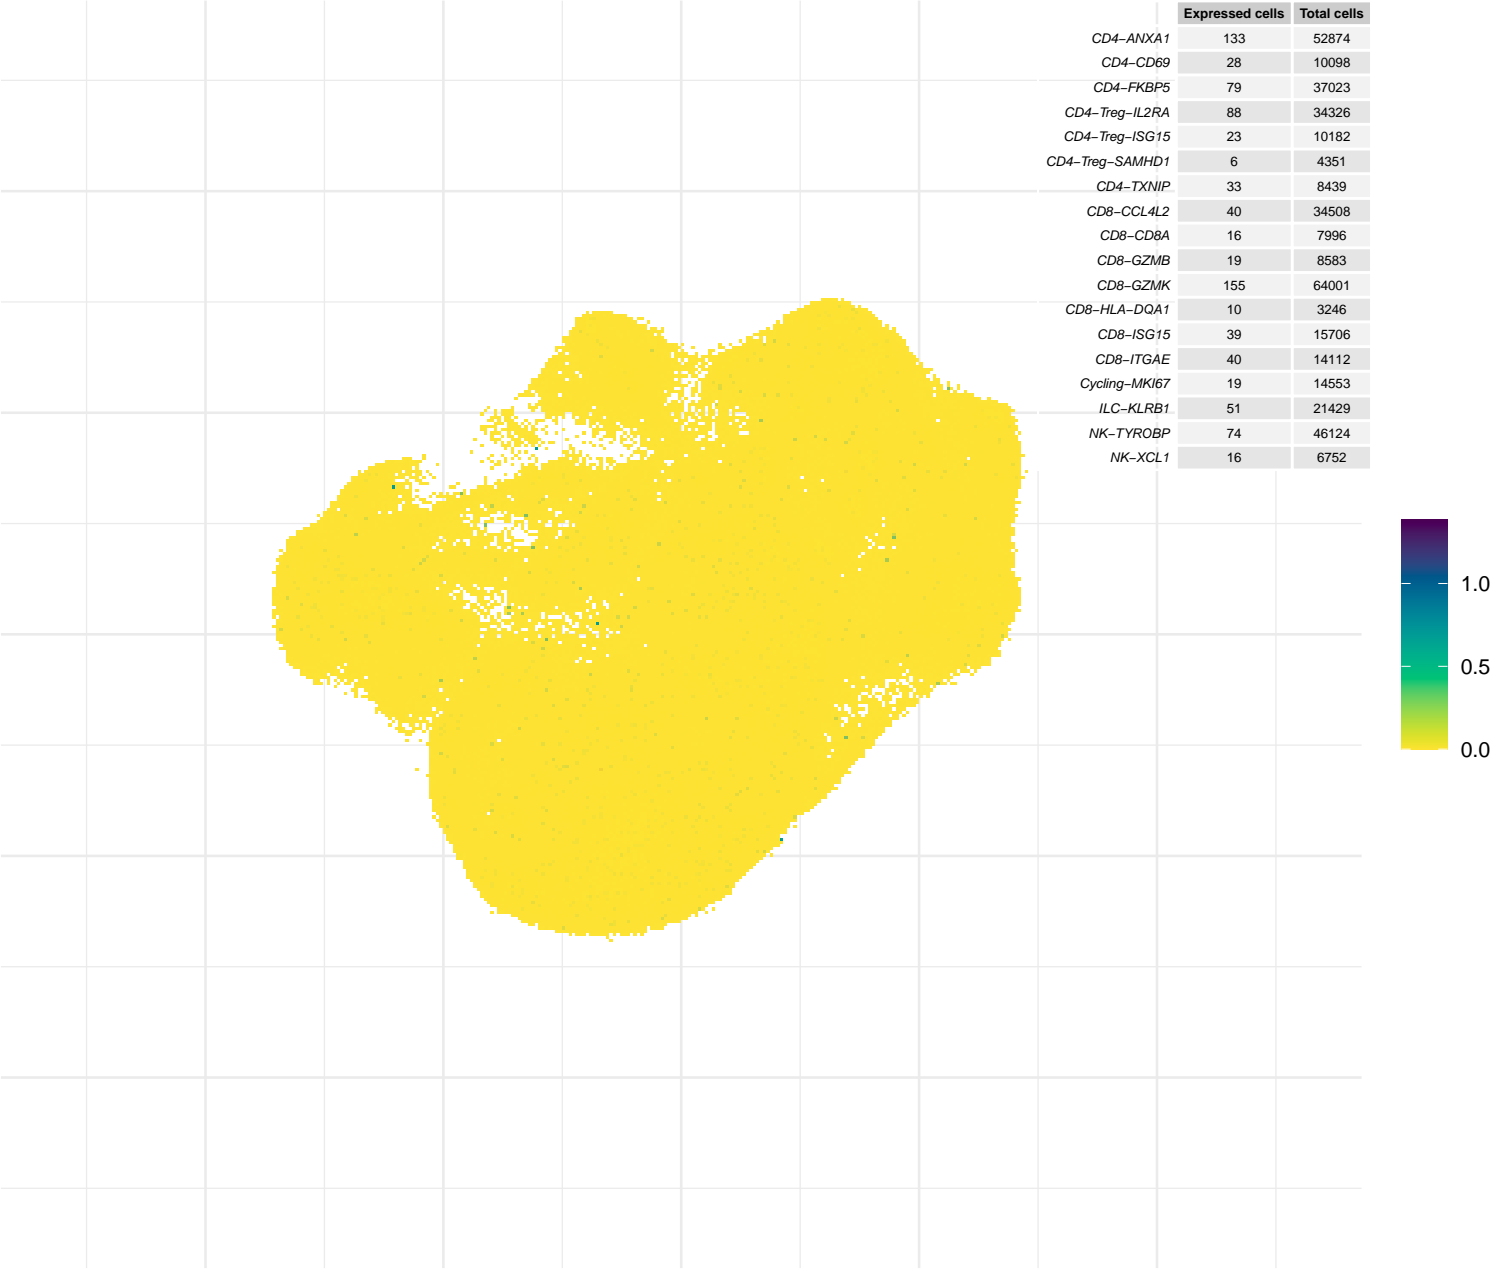 Expressed cells Total cells
CD4−ANXA1 133 52874
CD4−CD69 28 10098
CD4−FKBP5 79 37023
CD4−Treg−IL2RA 88 34326
CD4−Treg−ISG15 23 10182
CD4−Treg−SAMHD1 6 4351
CD4−TXNIP 33 8439
CD8−CCL4L2 40 34508
CD8−CD8A 16 7996
CD8−GZMB 19 8583
CD8−GZMK 155 64001
CD8−HLA−DQA1 10 3246
CD8−ISG15 39 15706
CD8−ITGAE 40 14112
Cycling−MKI67 19 14553
ILC−KLRB1 51 21429
NK−TYROBP 74 46124
NK−XCL1 16 6752
1.0
0.5
0.0